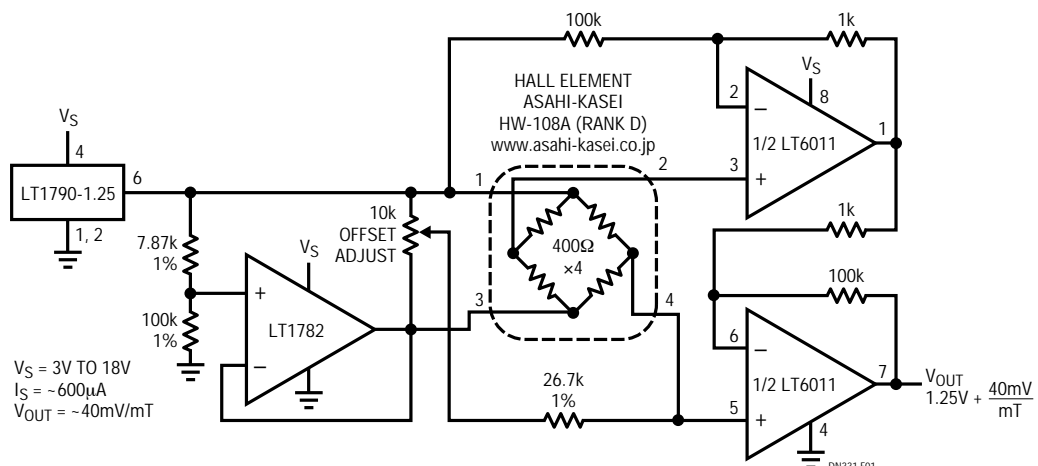 100k
1k
HALL ELEMENT
ASAHI-KASEI
HW-108A (RANK D)
www.asahi-kasei.co.jp
VS
8
2
−
1
1/2 LT6011
3
+
VS
4
LT1790-1.25
6
1, 2
1
2
10k
OFFSET
ADJUST
400Ω
×4
3
4
7.87k
1%
VS
+
LT1782
−
100k
1%
1k
100k
6
−
7
1/2 LT6011
5
+
4
26.7k
1%
VS = 3V TO 18V
IS = ~600µA
VOUT = ~40mV/mT
VOUT
1.25V + 40mV
mT
DN331 F01